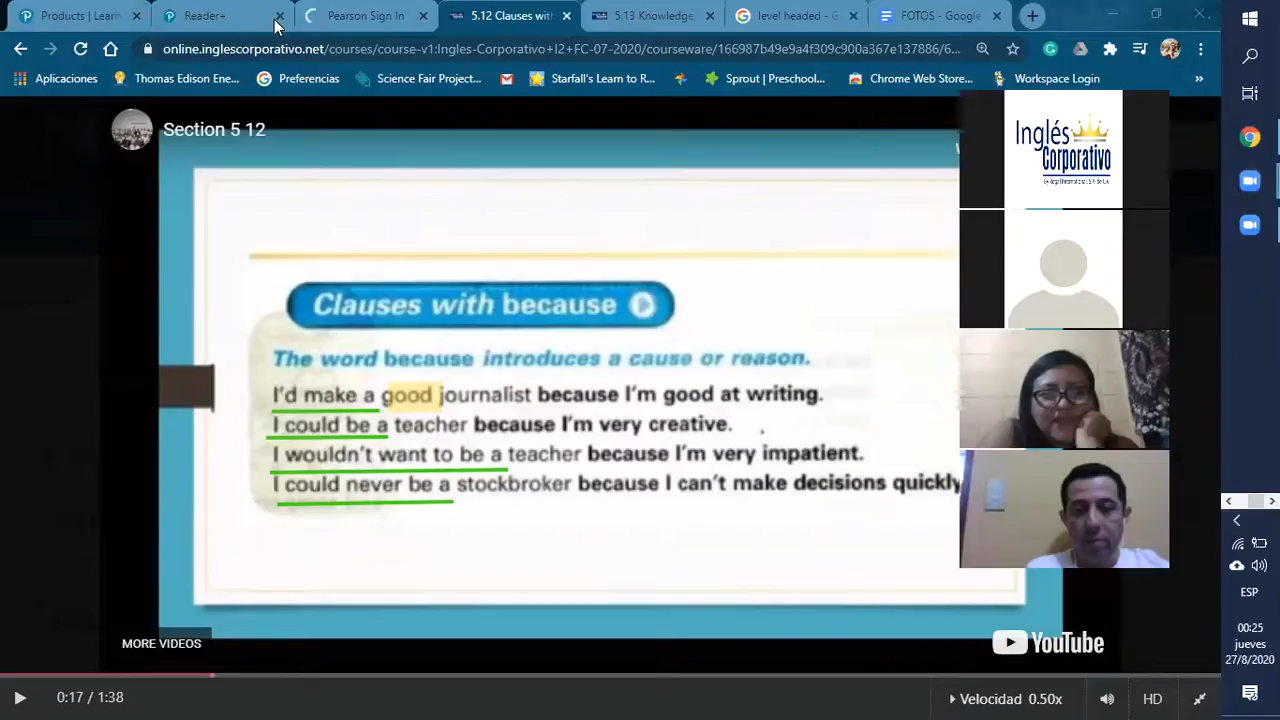 Products | Learn
Reader+
Pearson Sign In
5.12 Clauses with
5.13 Knowledge
level headed - G
FOTOS - Google
online.inglescorporativo.net/courses/course-v1:Ingles-Corporativo+I2+FC-07-2020/courseware/166987b49e9a4f309c900a367e137886/6...
Aplicaciones
Thomas Edison Ene...
Preferencias
Science Fair Project...
Starfall's Learn to R...
Sprout | Preschool...
Chrome Web Store...
Workspace Login
»
Section 5 12
Inglés
Corporativo
Clauses with because
The word because introduces a cause or reason.
I'd make a good journalist because I'm good at writing.
I could be a teacher because I'm very creative.
I wouldn't want to be a teacher because I'm very impatient.
I could never be a stockbroker because I can't make decisions quickly
MORE VIDEOS
YouTube
0:17 / 1:38
Velocidad 0.50x
HD
ESP
00:25
jueves
27/8/2020